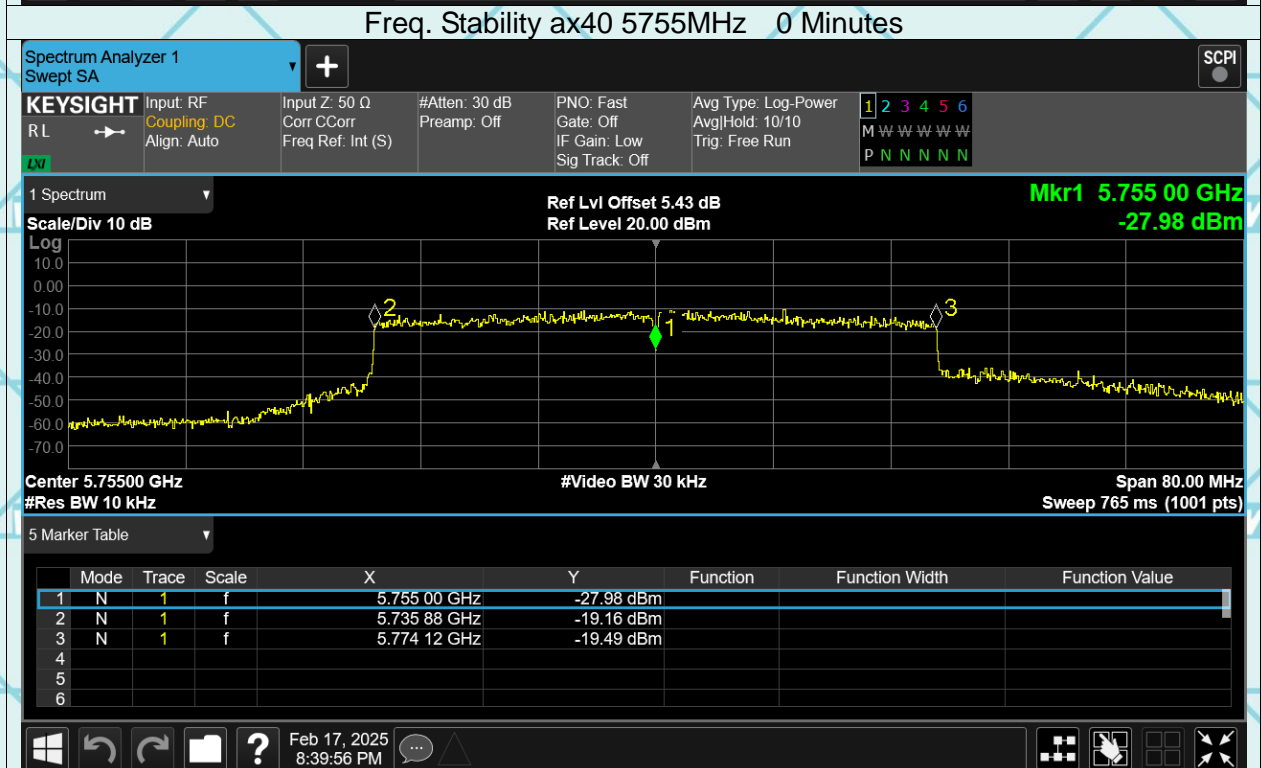 Freq. Stability ax40 5755MHz 0 Minutes
Spectrum Analyzer 1
Swept SA
+
SCPI
KEYSIGHT
RL
LXI
Input: RF
Coupling: DC
Align: Auto
Input Z: 50 Ω
Corr CCorr
Freq Ref: Int (S)
#Atten: 30 dB
Preamp: Off
PNO: Fast
Gate: Off
IF Gain: Low
Sig Track: Off
Avg Type: Log-Power
Avg|Hold: 10/10
Trig: Free Run
1 2 3 4 5 6
M W W W W W
P N N N N N
1 Spectrum
Scale/Div 10 dB
Ref Lvl Offset 5.43 dB
Ref Level 20.00 dBm
Mkr1 5.755 00 GHz
-27.98 dBm
Log
10.0
0.00
-10.0
-20.0
-30.0
-40.0
-50.0
-60.0
-70.0
2
1
3
Center 5.75500 GHz
#Video BW 30 kHz
Span 80.00 MHz
#Res BW 10 kHz
Sweep 765 ms (1001 pts)
5 Marker Table
Mode Trace Scale X Y Function Function Width Function Value
1 N 1 f 5.755 00 GHz -27.98 dBm
2 N 1 f 5.735 88 GHz -19.16 dBm
3 N 1 f 5.774 12 GHz -19.49 dBm
4
5
6
?
Feb 17, 2025
8:39:56 PM